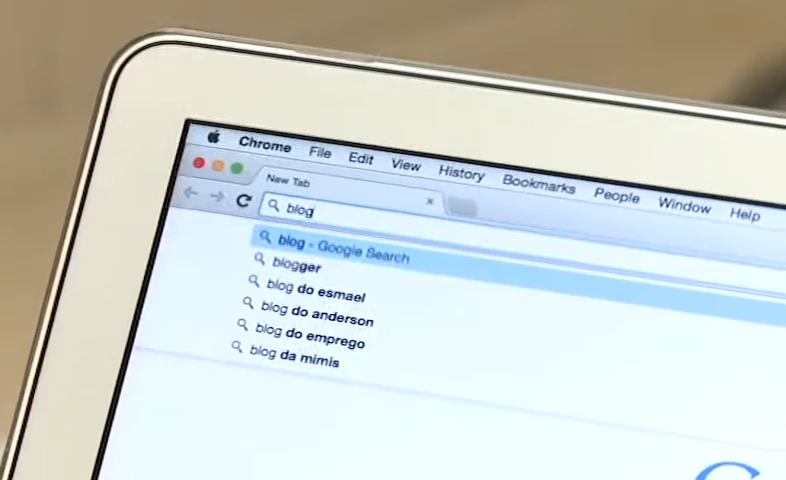 Chrome File Edit View History Bookmarks People Window Help
New Tab
blog
blog - Google Search
blogger
blog do esmael
blog do anderson
blog do emprego
blog da mimis